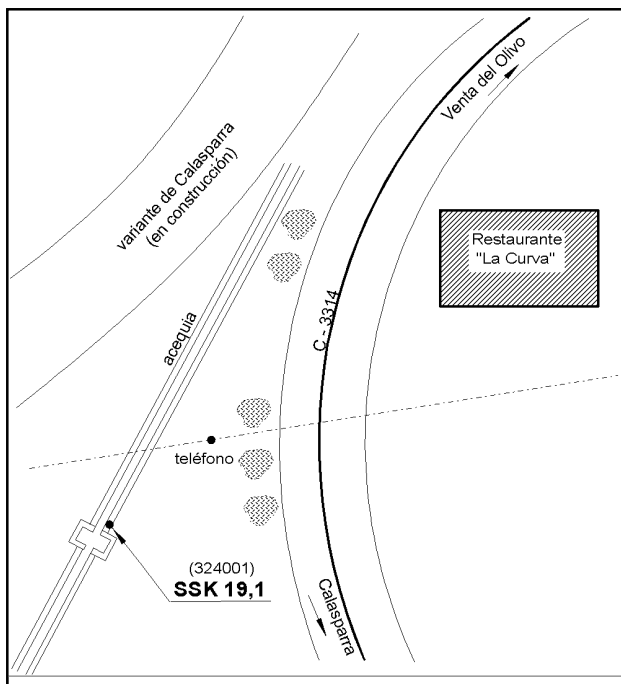 Venta del Olivo
variante de Calasparra
(en construcción)
Restaurante
"La Curva"
C - 3314
acequia
teléfono
(324001)
SSK 19,1
Calasparra